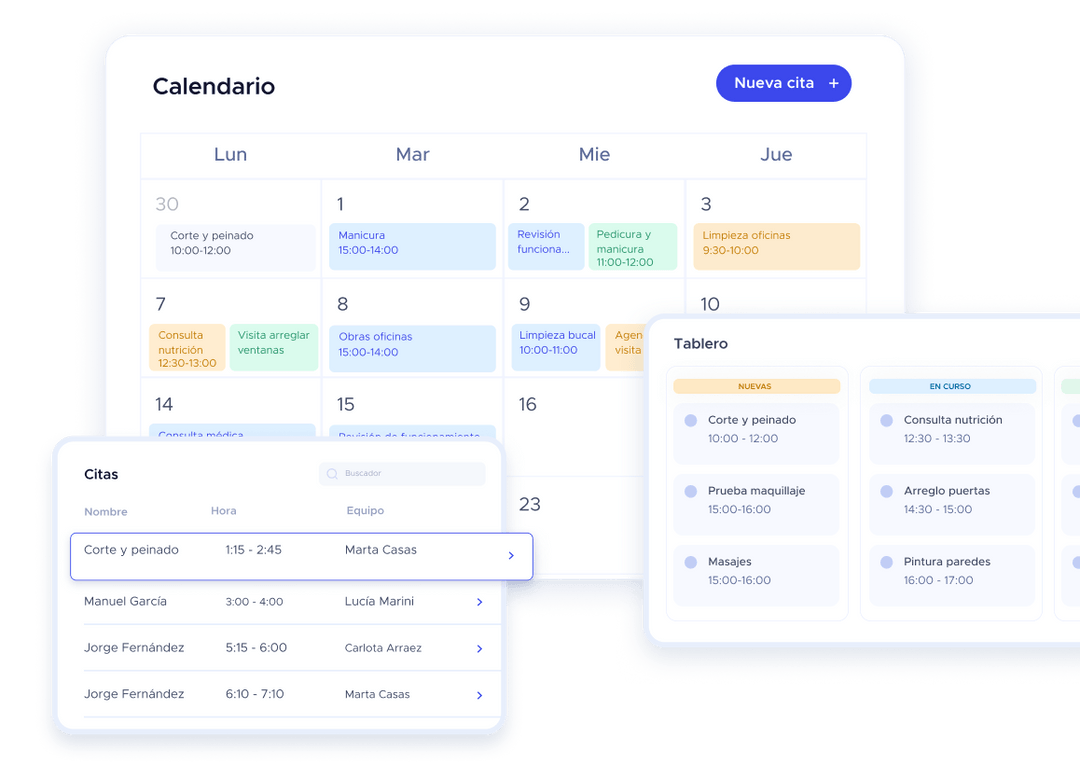 Calendario
Nueva cita +
Lun Mar Mie Jue
30 1 2 3
Corte y peinado
10:00-12:00
Manicura
15:00-14:00
Revisión
funciona...
Pedicura y
manicura
11:00-12:00
Limpieza oficinas
9:30-10:00
7 8 9 10
Consulta
nutrición
12:30-13:00
Visita arreglar
ventanas
Obras oficinas
15:00-14:00
Limpieza bucal
10:00-11:00
Agen
visita
14 15 16
Consulta médica
Revisión de funcionamiento
23
Tablero
NUEVAS
Corte y peinado
10:00 - 12:00
Prueba maquillaje
15:00-16:00
Masajes
15:00-16:00
EN CURSO
Consulta nutrición
12:30 - 13:30
Arreglo puertas
14:30 - 15:00
Pintura paredes
16:00 - 17:00
Citas
Buscador
Nombre Hora Equipo
Corte y peinado 1:15 - 2:45 Marta Casas
Manuel García 3:00 - 4:00 Lucía Marini
Jorge Fernández 5:15 - 6:00 Carlota Arraez
Jorge Fernández 6:10 - 7:10 Marta Casas